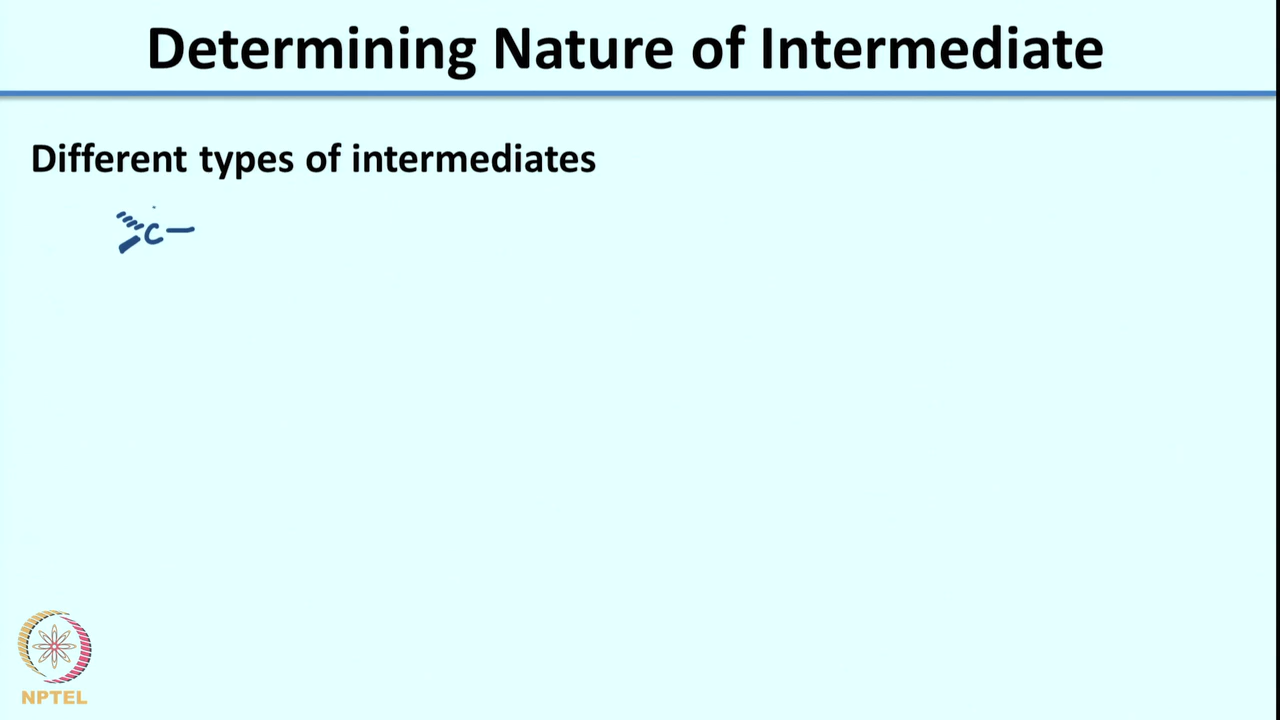 Determining Nature of Intermediate
Different types of intermediates
C
NPTEL